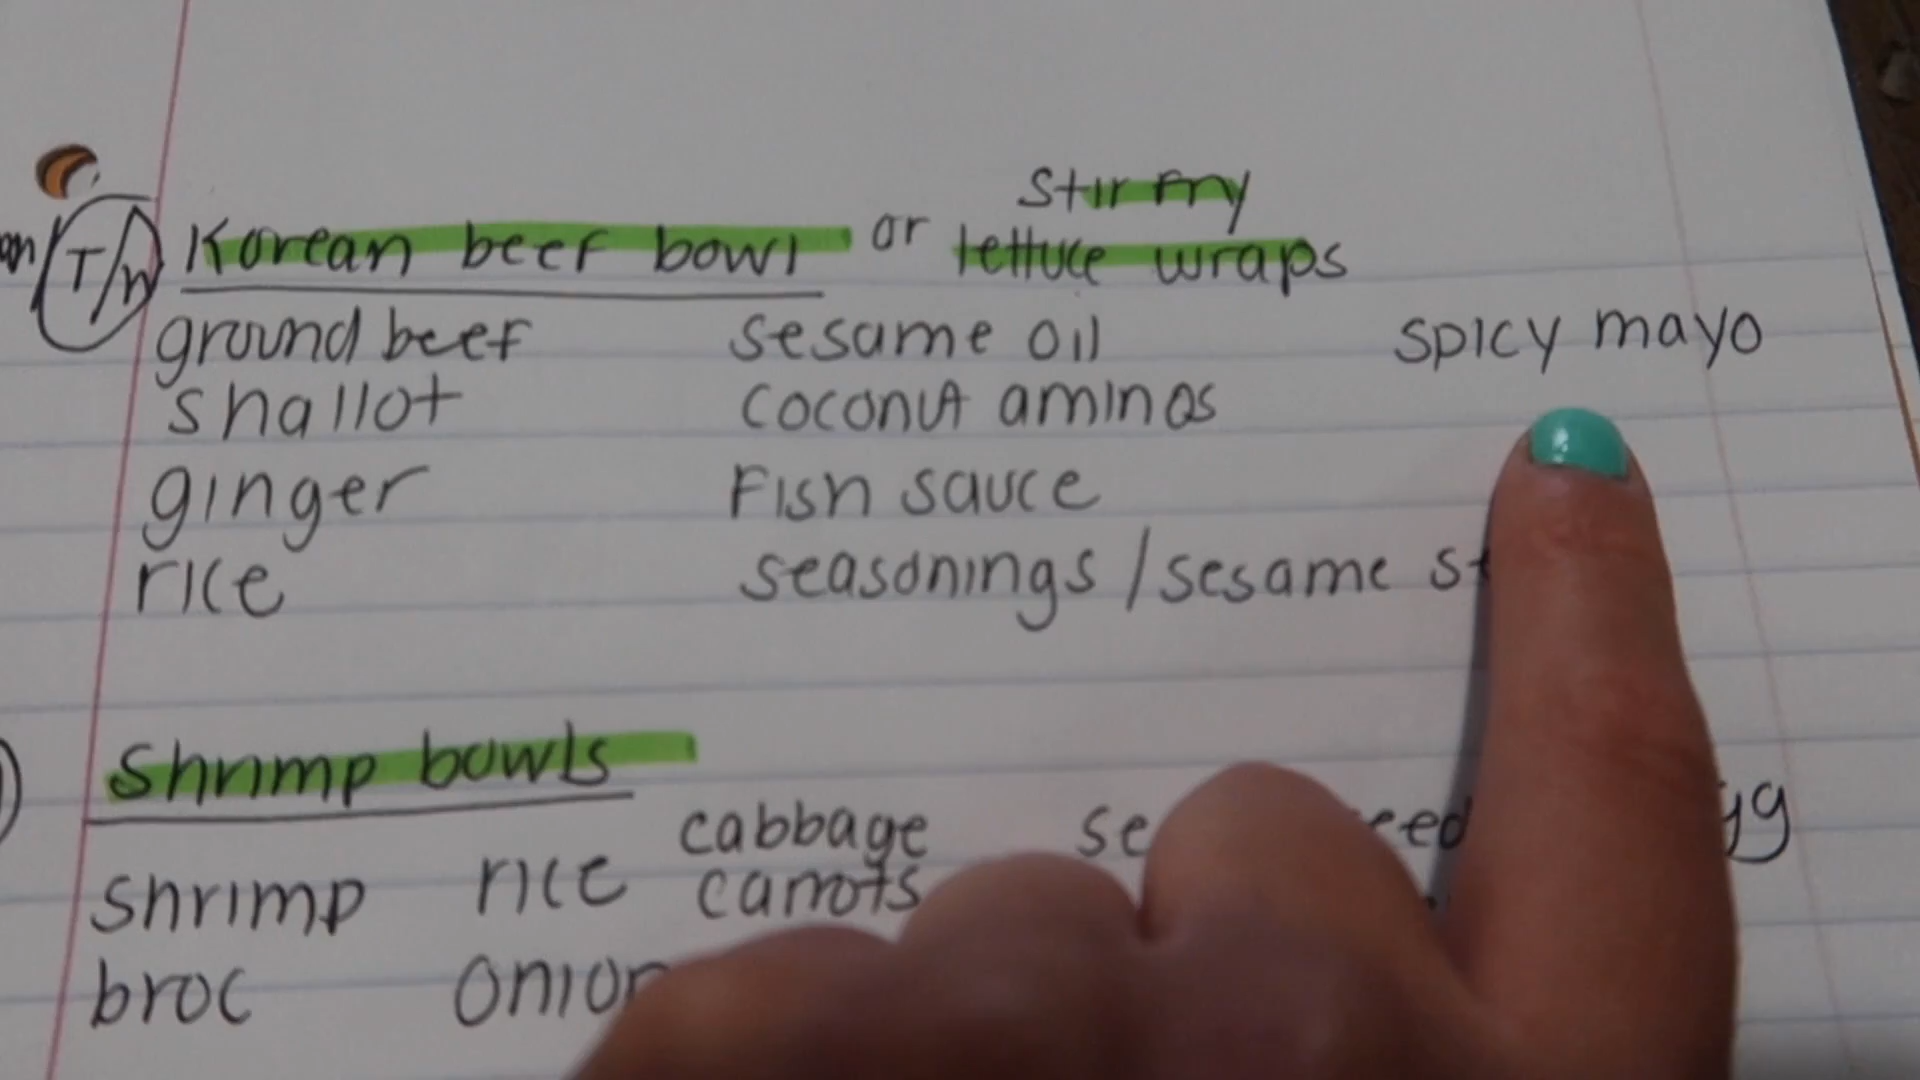 stir fry
T/n Korean beef bowl or lettuce wraps
ground beef sesame oil spicy mayo
shallot coconut aminos
ginger Fish sauce
rice seasonings / sesame
Shrimp bowls
shrimp rice cabbage
carrots
broc